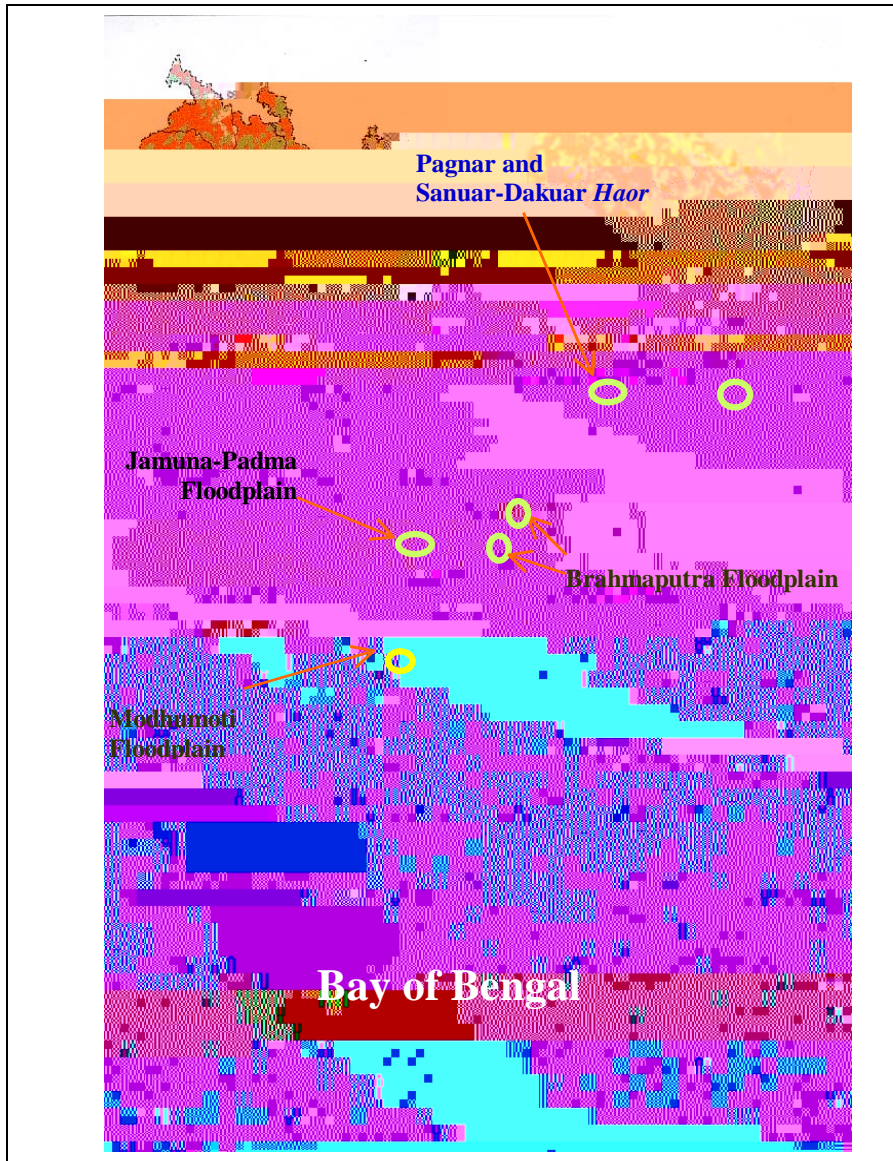 Pagnar and
Sanuar-Dakuar Haor
Jamuna-Padma
Floodplain
Brahmaputra Floodplain
Modhumoti
Floodplain
Bay of Bengal